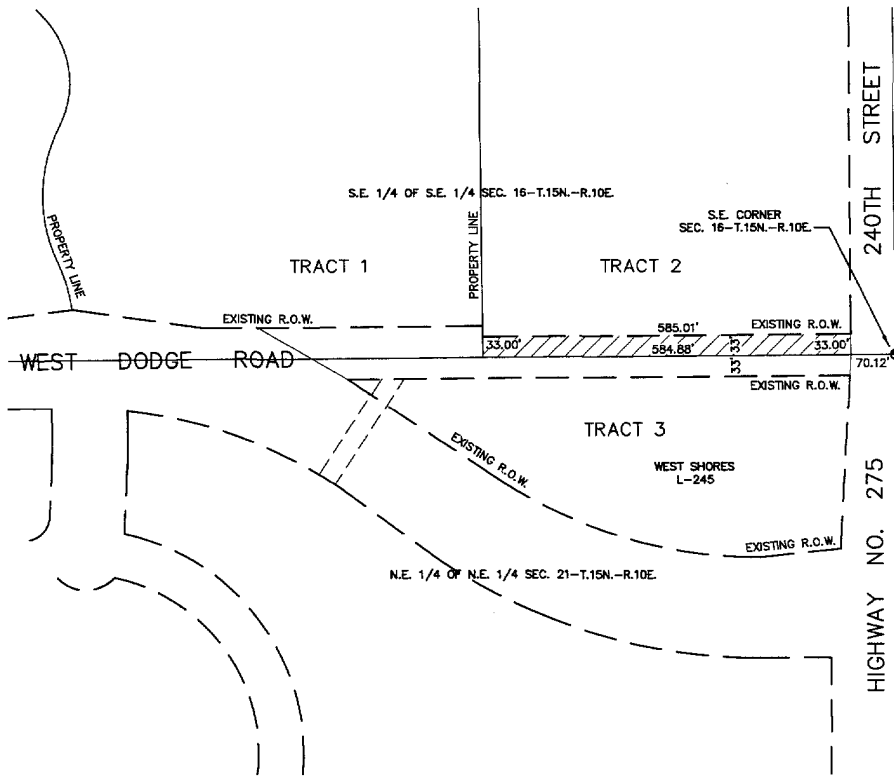 240TH STREET
S.E. 1/4 OF S.E. 1/4 SEC. 16-T.15N.-R.10E.
PROPERTY LINE
PROPERTY LINE
S.E. CORNER
SEC. 16-T.15N.-R.10E.
TRACT 1
TRACT 2
EXISTING R.O.W.
585.01'
EXISTING R.O.W.
33.00'
584.88'
33'
33.00'
WEST DODGE ROAD
33'
70.12'
EXISTING R.O.W.
TRACT 3
EXISTING R.O.W.
WEST SHORES
L-245
EXISTING R.O.W.
N.E. 1/4 OF N.E. 1/4 SEC. 21-T.15N.-R.10E.
HIGHWAY NO. 275